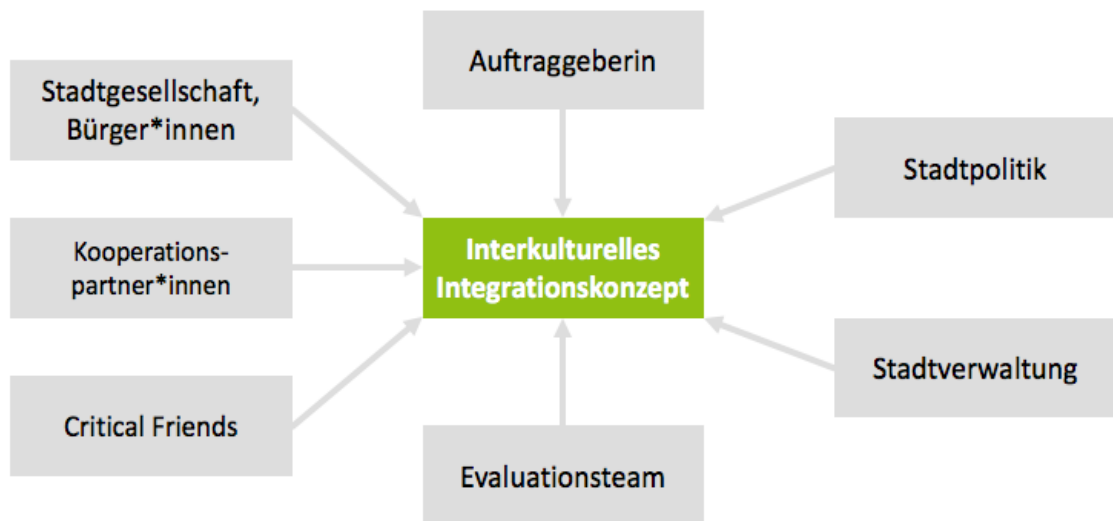 Auftraggeberin
Stadtgesellschaft,
Bürger*innen
Stadtpolitik
Kooperations-
partner*innen
Interkulturelles
Integrationskonzept
Stadtverwaltung
Critical Friends
Evaluationsteam